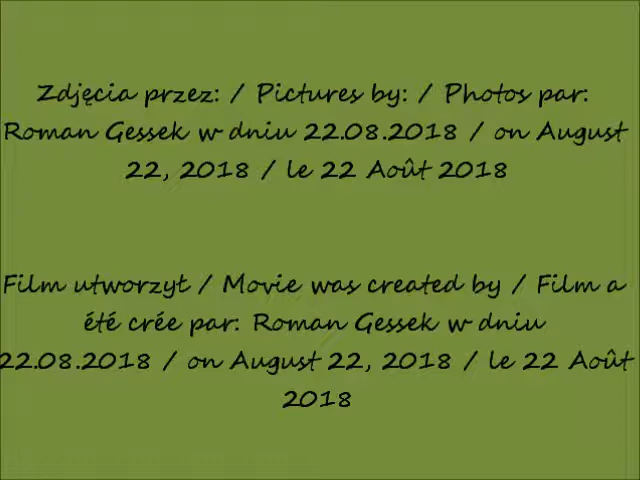 Zdjęcia przez: / Pictures by: / Photos par:
Roman Gessek w dniu 22.08.2018 / on August
22, 2018 / le 22 Août 2018
Film utworzył / Movie was created by / Film a
été crée par: Roman Gessek w dniu
22.08.2018 / on August 22, 2018 / le 22 Août
2018